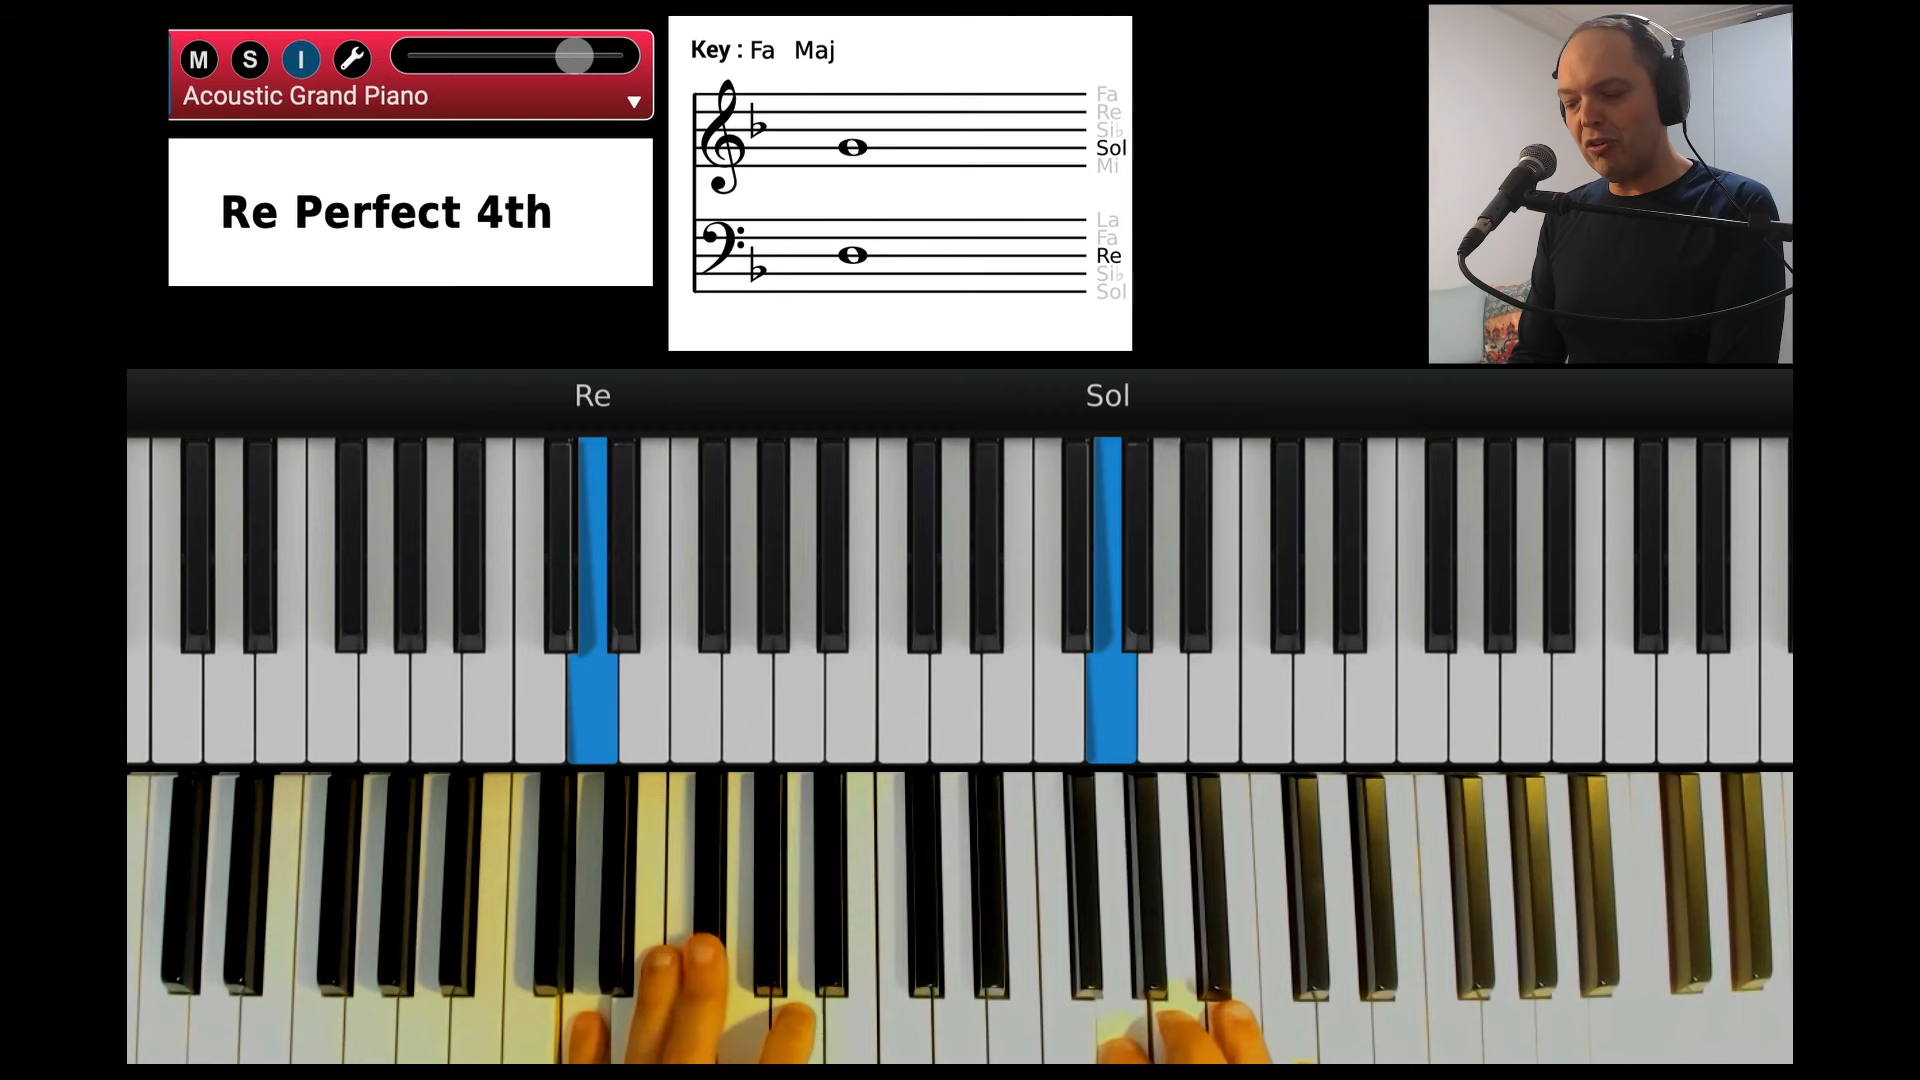 M S I
Acoustic Grand Piano
Re Perfect 4th
Key : Fa Maj
Fa
Re
Si♭
Sol
Mi
La
Fa
Re
Si♭
Sol
Re Sol